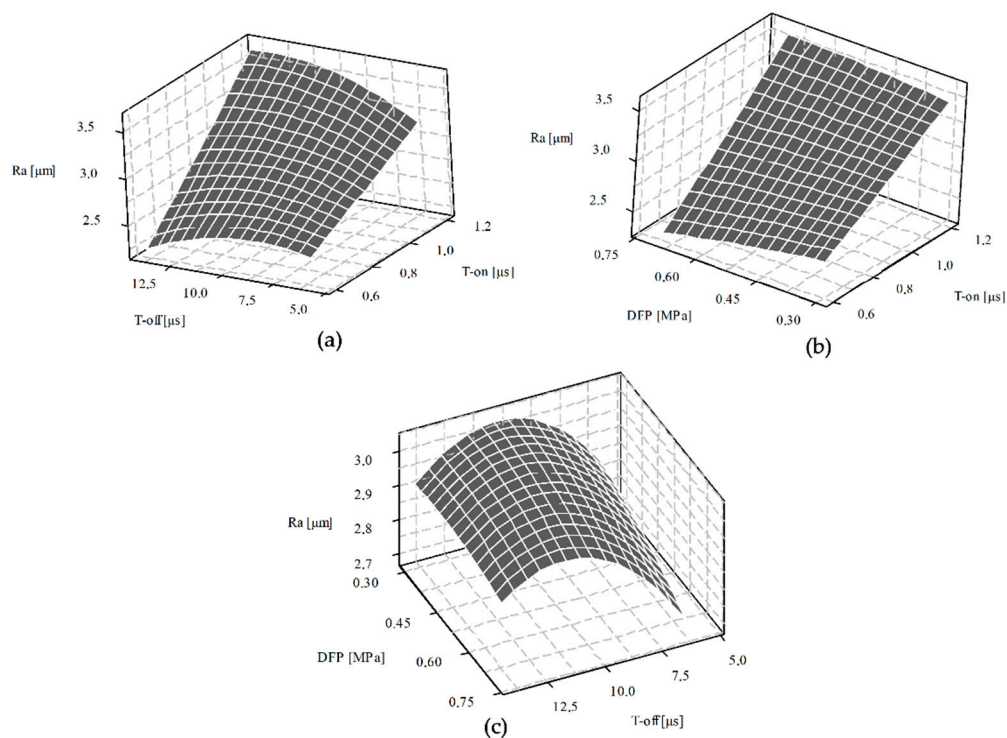 3.5
3.0
2.5
Ra [μm]
12.5
10.0
7.5
5.0
T-off[μs]
0.6
0.8
1.0
1.2
T-on [μs]
(a)
3.5
3.0
2.5
Ra [μm]
0.75
0.60
0.45
0.30
DFP [MPa]
0.6
0.8
1.0
1.2
T-on [μs]
(b)
3.0
2.9
2.8
2.7
Ra [μm]
0.30
0.45
0.60
0.75
DFP [MPa]
12.5
10.0
7.5
5.0
T-off[μs]
(c)